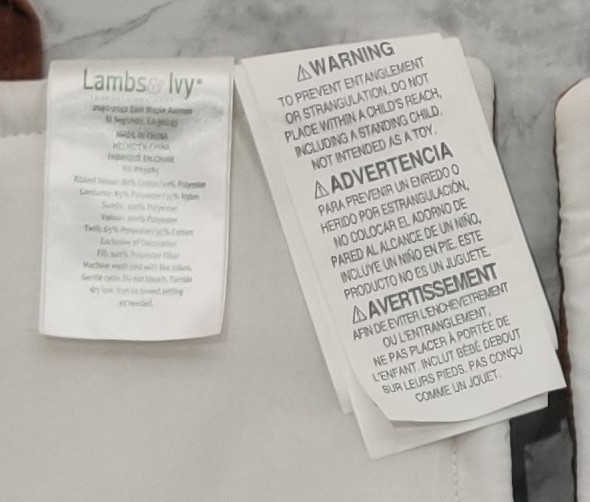 Lambs & Ivy®
El Segundo, CA 90245
MADE IN CHINA
HECHO EN CHINA
FABRIQUÉ EN CHINE
Ribbed Velour: 80% Cotton/20% Polyester
Corduroy: 85% Polyester/15% Nylon
Suede: 100% Polyester
Velour: 100% Polyester
Twill: 65% Polyester/35% Cotton
Exclusive of Decoration
Fill: 100% Polyester Fiber
Machine wash cold with like colors.
Gentle cycle. Do not bleach. Tumble
dry low. Iron on lowest setting
as needed.
⚠WARNING
TO PREVENT ENTANGLEMENT
OR STRANGULATION, DO NOT
PLACE WITHIN A CHILD'S REACH,
INCLUDING A STANDING CHILD.
NOT INTENDED AS A TOY.
⚠ADVERTENCIA
PARA PREVENIR UN ENREDO O
HERIDO POR ESTRANGULACIÓN,
NO COLOCAR EL ADORNO DE
PARED AL ALCANCE DE UN NIÑO,
INCLUYE UN NIÑO EN PIE. ESTE
PRODUCTO NO ES UN JUGUETE.
⚠AVERTISSEMENT
AFIN DE EVITER L'ENCHEVETREMENT
OU L'ENTRANGLEMENT,
NE PAS PLACER À PORTÉE DE
L'ENFANT, INCLUT BÉBÉ DEBOUT
SUR LEURS PIEDS. PAS CONÇU
COMME UN JOUET.